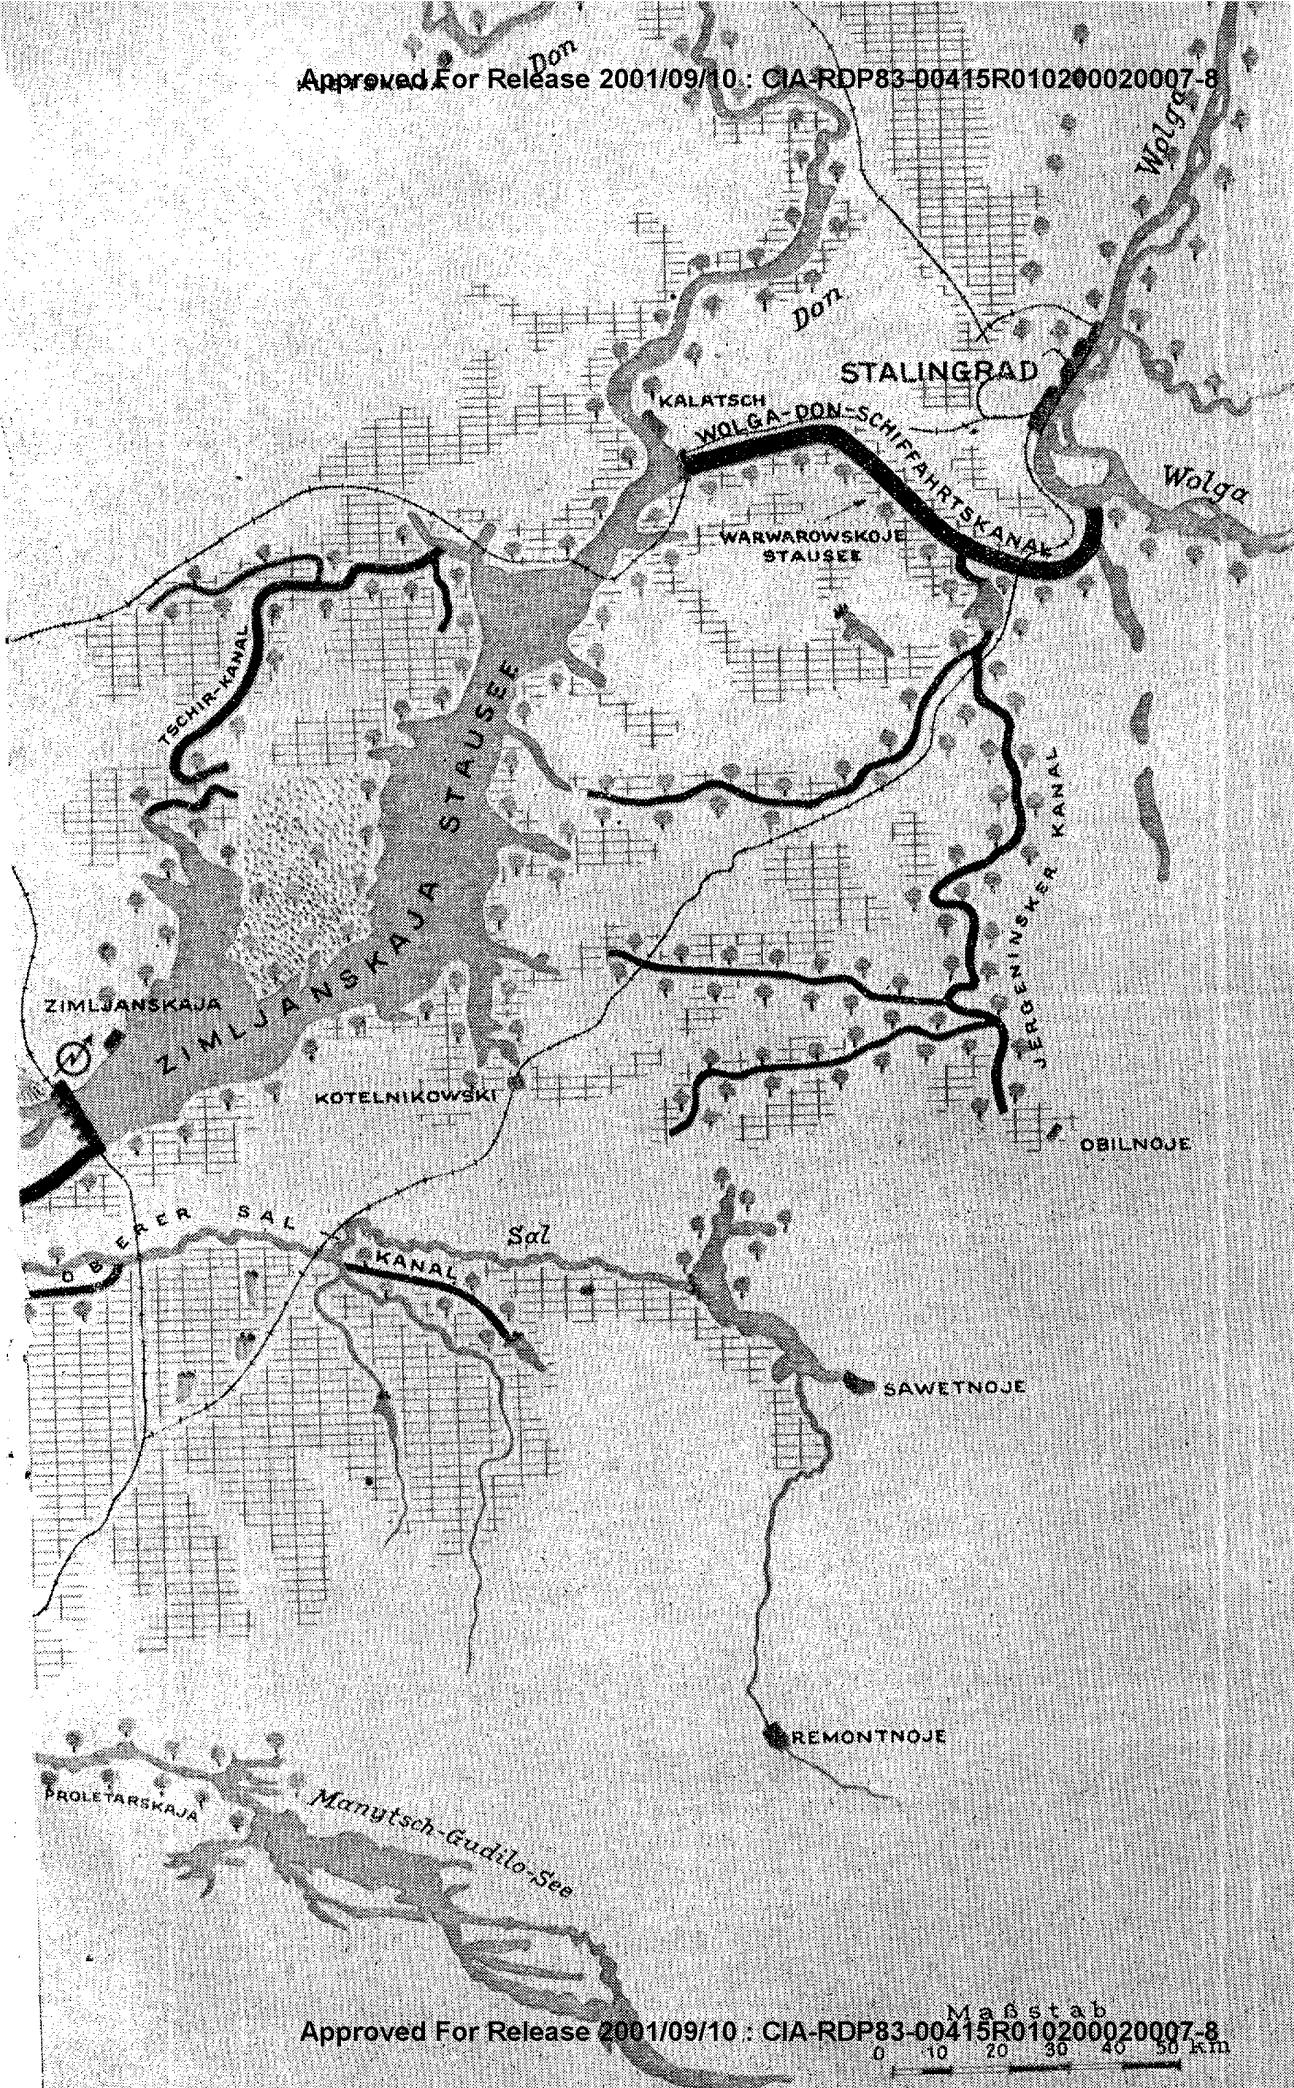 Don
Approved For Release 2001/09/10 : CIA-RDP83-00415R010200020007-8
Wolga
Don
STALINGRAD
KALATSCH
WOLGA-DON-SCHIFFAHRTSKANAL
Wolga
WARWAROWSKOJE
STAUSEE
TSCHIR-KANAL
ZIMLJANSKAJA STAUSEE
JERGENINSKER KANAL
ZIMLJANSKAJA
KOTELNIKOWSKI
OBILNOJE
OBERER SAL
KANAL
Sal
SAWETNOJE
REMONTNOJE
PROLETARSKAJA
Manytsch-Gudilo-See
Maßstab
Approved For Release 2001/09/10 : CIA-RDP83-00415R010200020007-8
0 10 20 30 40 50 km